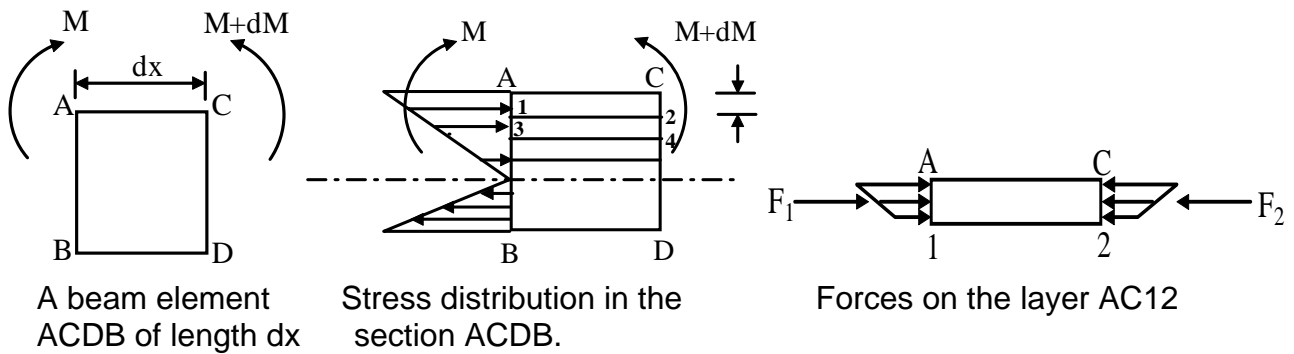 M
M+dM
dx
A
C
B
D
A beam element
ACDB of length dx
M
M+dM
A
C
1
2
3
4
B
D
Stress distribution in the
section ACDB.
A
C
F1
F2
1
2
Forces on the layer AC12